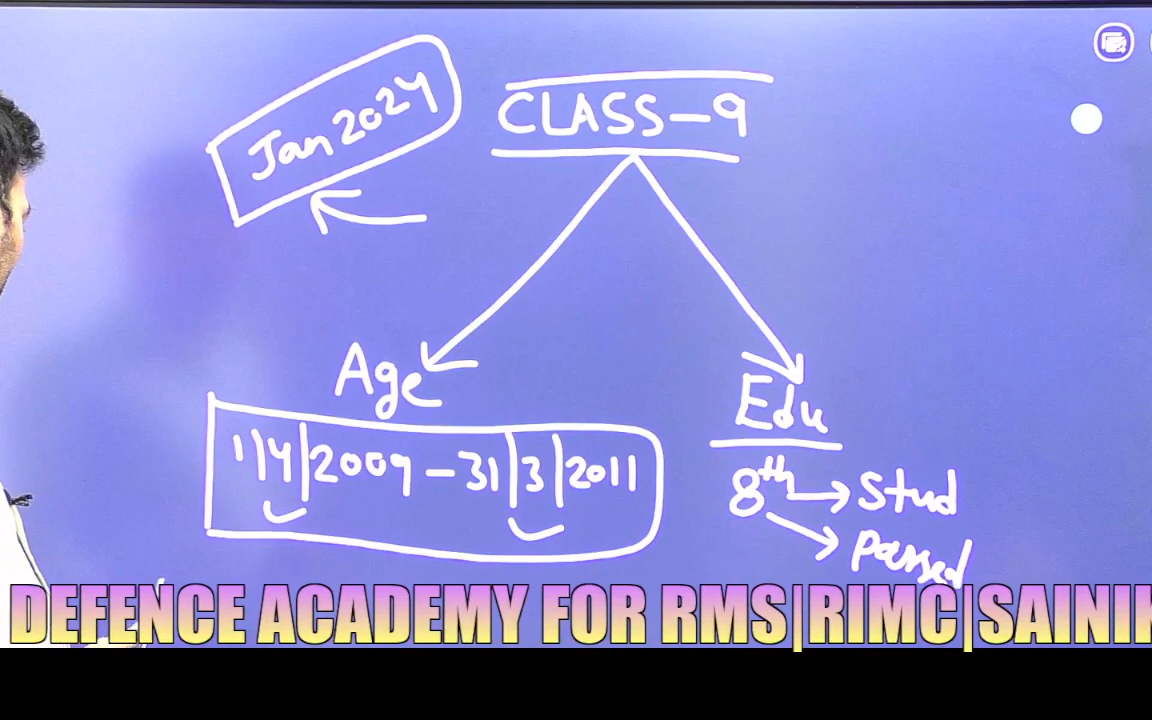 Jan 2024
CLASS-9
Age
1|4|2009-31|3|2011
Edu
8th → Stud
→ Passed
DEFENCE ACADEMY FOR RMS|RIMC|SAINIK